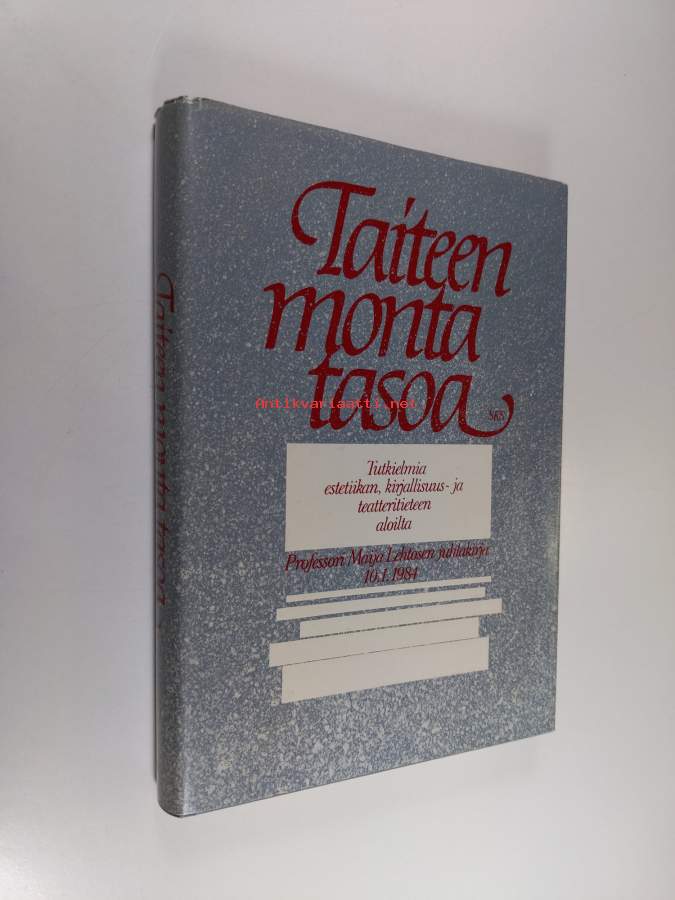 Taiteen
monta
tasoa
SKS
Antikvariaatti.net
Tutkielmia
estetiikan, kirjallisuus- ja
teatteritieteen
aloilta
Professori Maija Lehtosen juhlakirja
10.1.1984
Taiteen monta tasoa